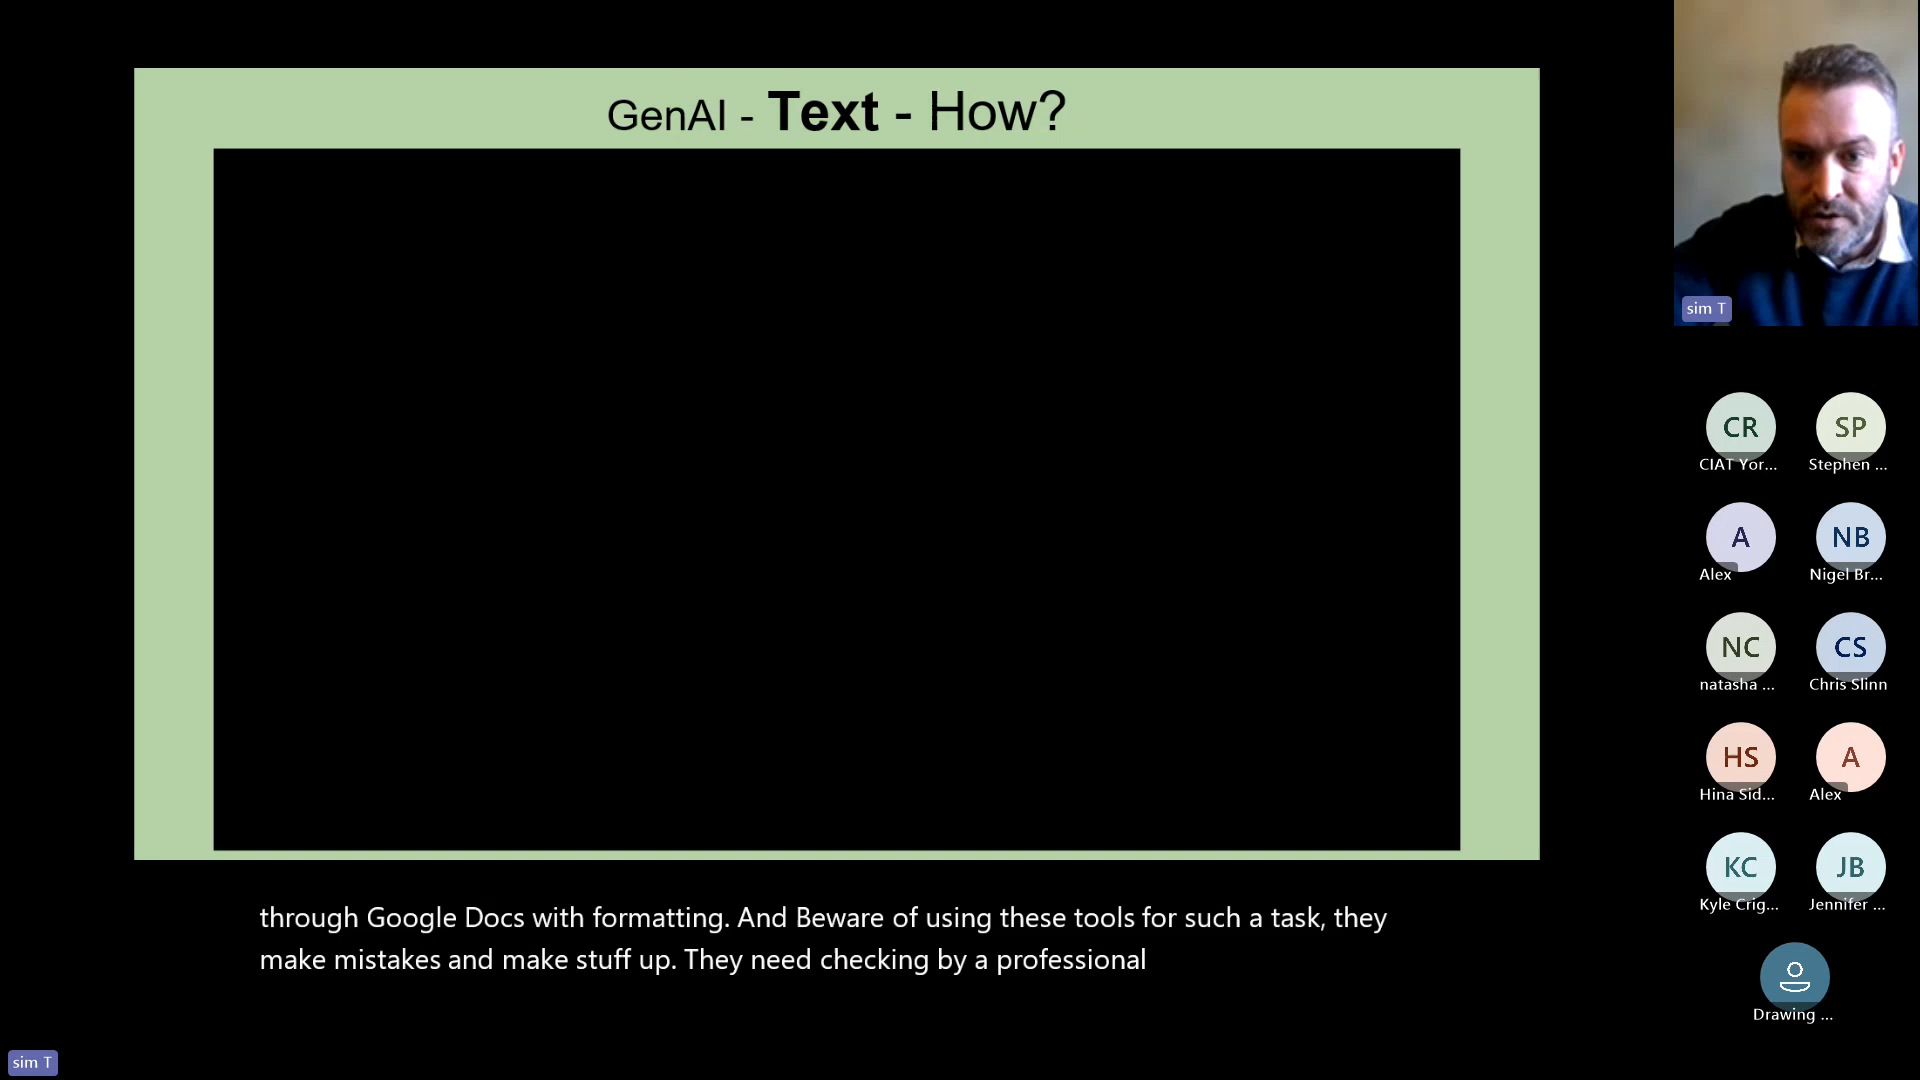 GenAI - Text - How?
sim T
CR
SP
CIAT Yor...
Stephen ...
A
NB
Alex
Nigel Br...
NC
CS
natasha ...
Chris Slinn
HS
A
Hina Sid...
Alex
KC
JB
Kyle Crig...
Jennifer ...
Drawing ...
through Google Docs with formatting. And Beware of using these tools for such a task, they
make mistakes and make stuff up. They need checking by a professional
sim T